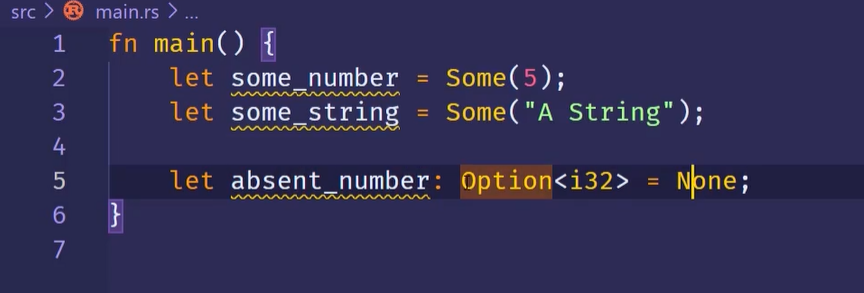 src > main.rs > ...
1 fn main() {
2     let some_number = Some(5);
3     let some_string = Some("A String");
4
5     let absent_number: Option<i32> = None;
6 }
7